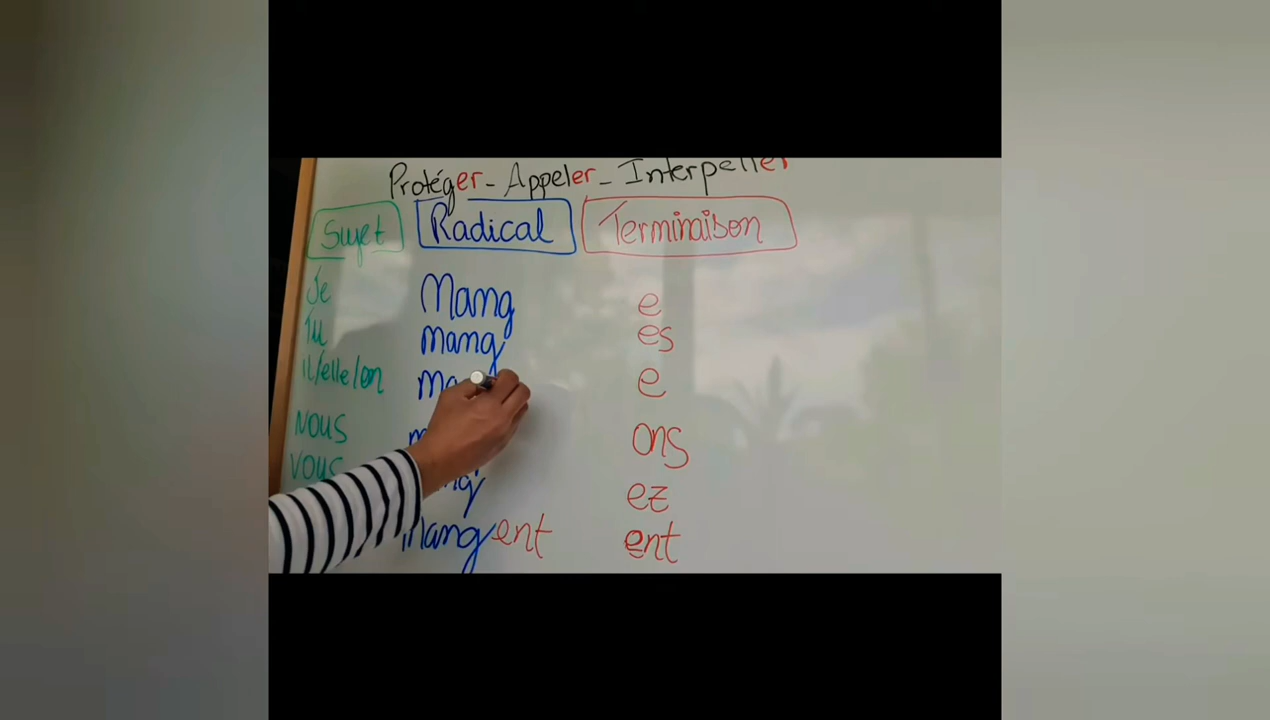 Protéger - Appeler - Interpeller
Sujet Radical Terminaison
Je Mang e
Tu mang es
il/elle/on e
NOUS ons
VOUS ez
mangent ent